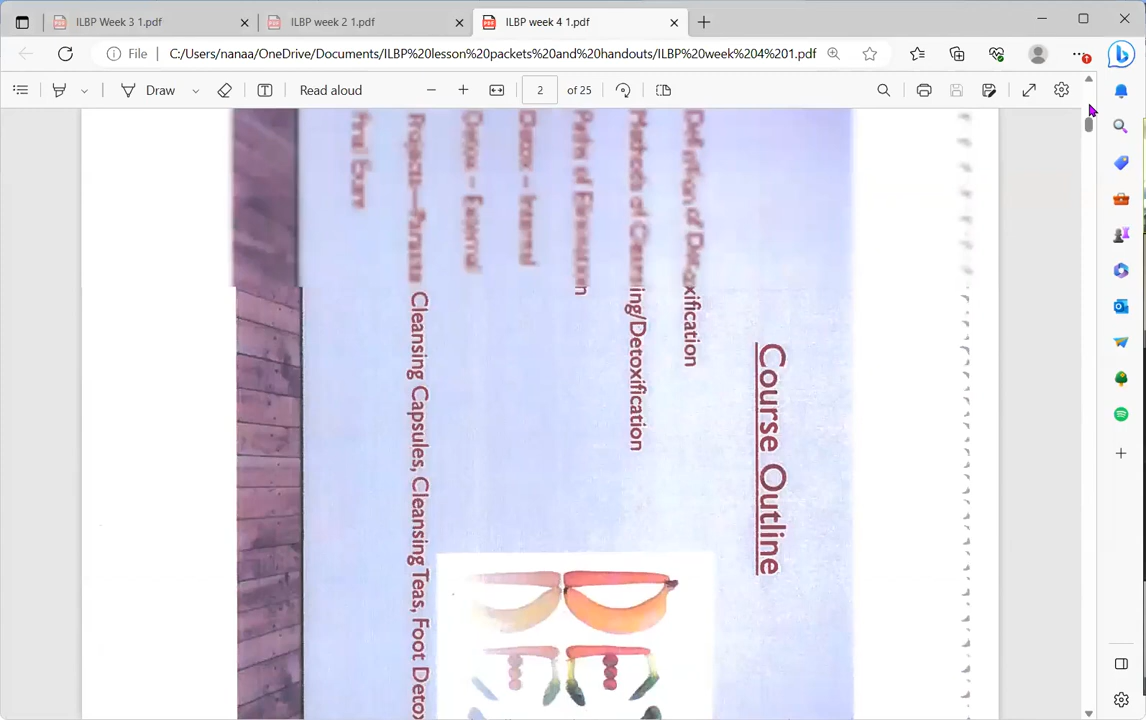 ILBP Week 3 1.pdf
ILBP week 2 1.pdf
ILBP week 4 1.pdf
File
C:/Users/nanaa/OneDrive/Documents/ILBP%20lesson%20packets%20and%20handouts/ILBP%20week%204%201.pdf
Draw
Read aloud
2
of 25
Course Outline
Definition of Detoxification
Methods of Cleansing/Detoxification
Paths of Elimination
Detox - Internal
Detox - External
Projects—Parasite Cleansing Capsules, Cleansing Teas, Foot Detox
Final Exam